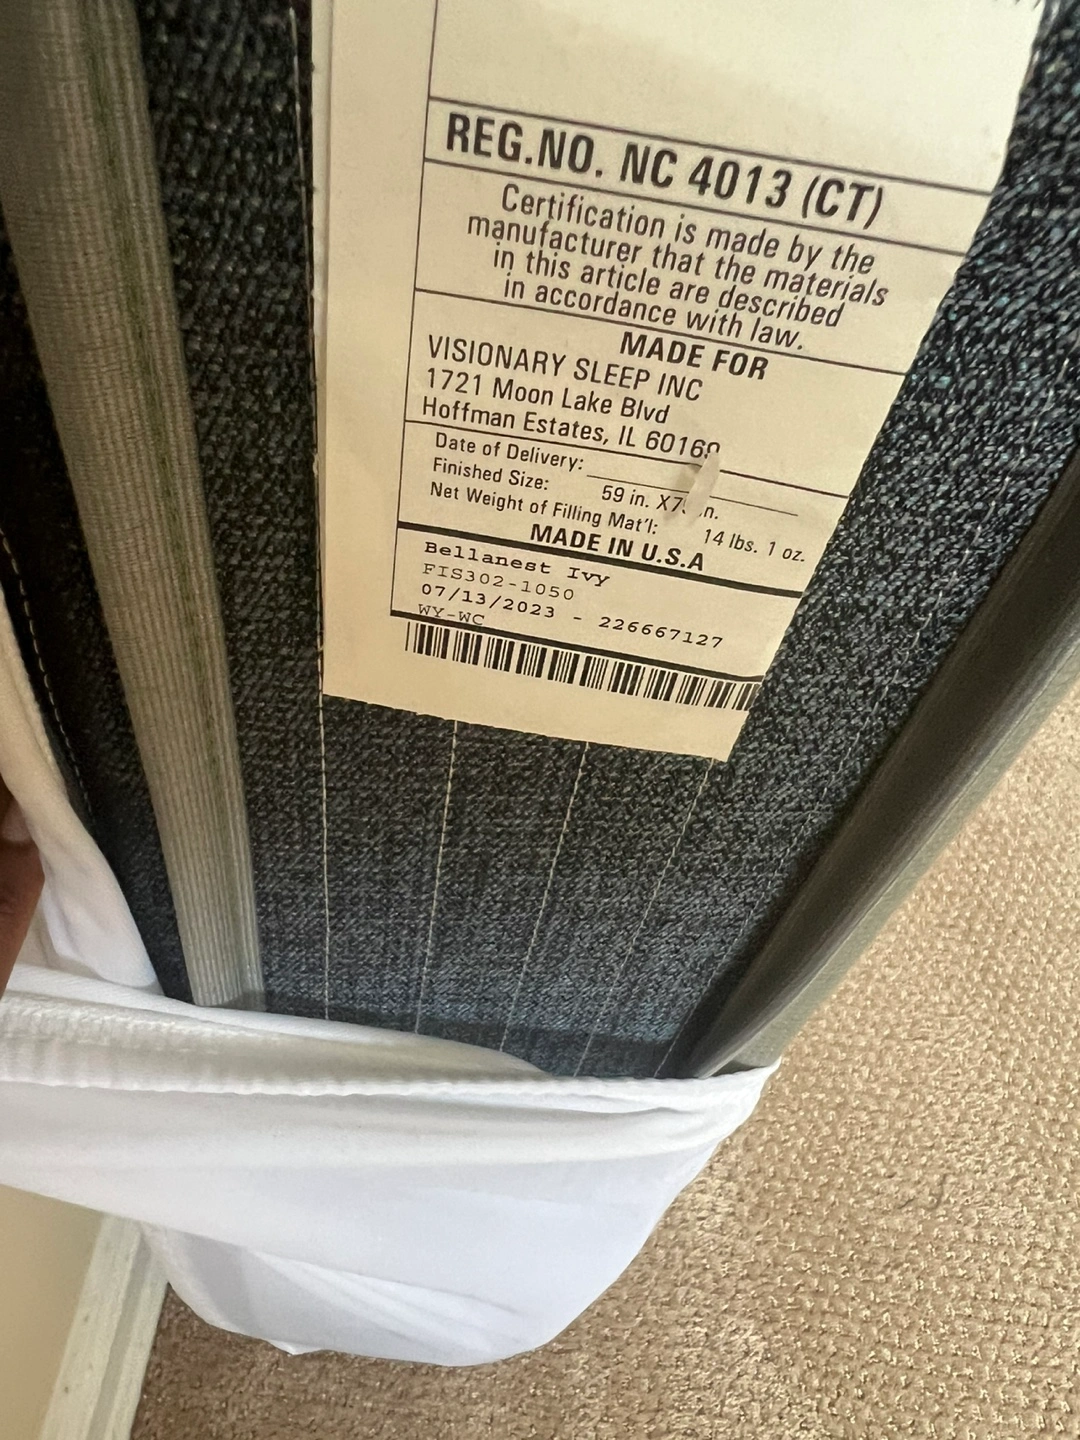 REG.NO. NC 4013 (CT)
Certification is made by the
manufacturer that the materials
in this article are described
in accordance with law.
MADE FOR
VISIONARY SLEEP INC
1721 Moon Lake Blvd
Hoffman Estates, IL
Date of Delivery:
Finished Size: 59 in.
Net Weight of Filling Mat'l: 14 lbs. 1 oz.
MADE IN U.S.A
Bellanest Ivy
FIS302-1050
07/13/2023 - 226667127
WY-WC